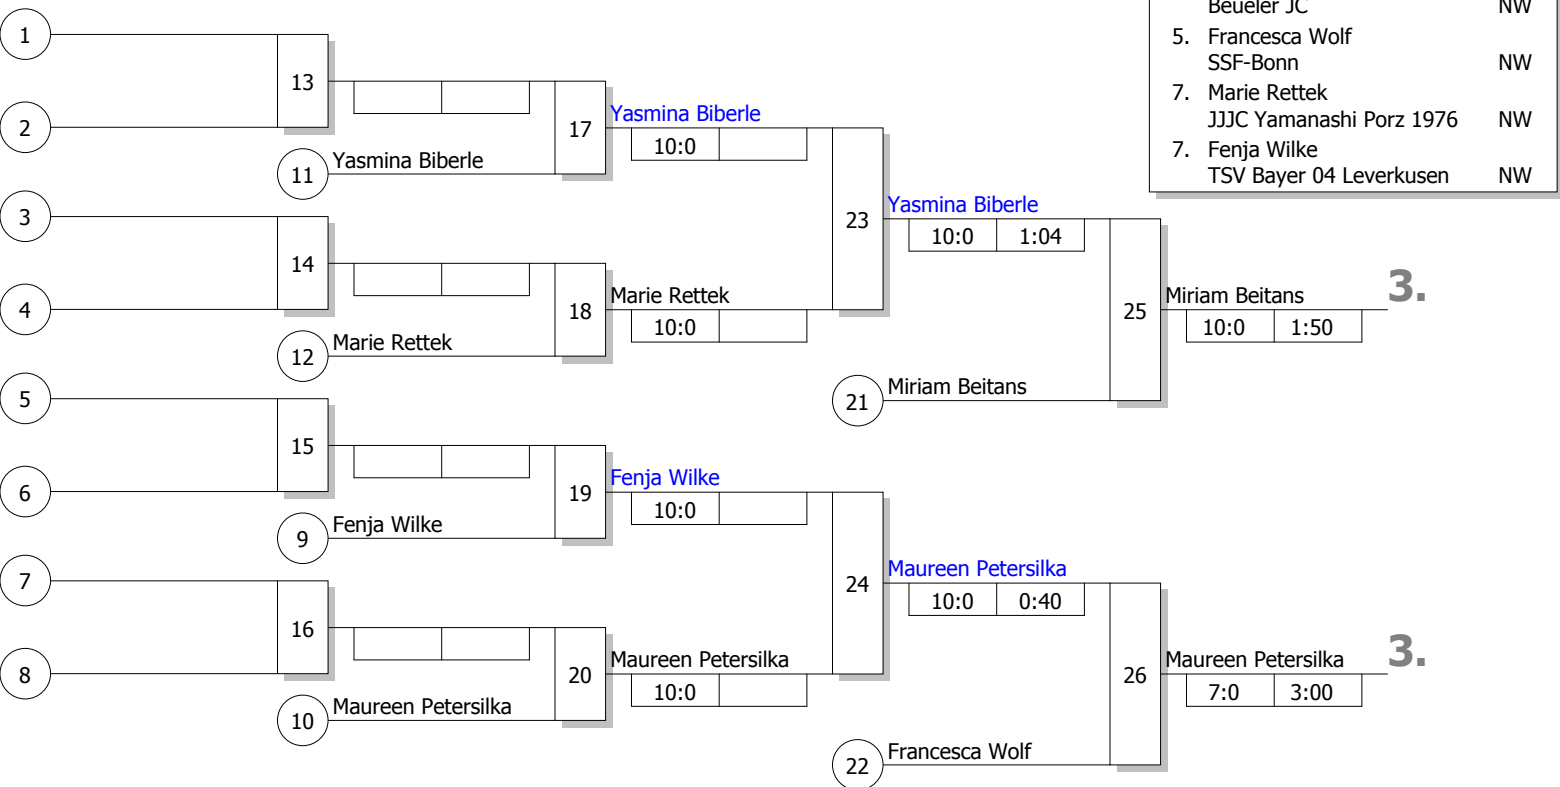 Beueler JC NW
5. Francesca Wolf
SSF-Bonn NW
7. Marie Rettek
JJJC Yamanashi Porz 1976 NW
7. Fenja Wilke
TSV Bayer 04 Leverkusen NW
1
13
2
17
Yasmina Biberle
10:0
11
Yasmina Biberle
3
23
Yasmina Biberle
10:0 1:04
14
4
18
Marie Rettek
10:0
12
Marie Rettek
25
Miriam Beitans
10:0 1:50
3.
21
Miriam Beitans
5
15
6
19
Fenja Wilke
10:0
9
Fenja Wilke
7
24
Maureen Petersilka
10:0 0:40
16
8
20
Maureen Petersilka
10:0
10
Maureen Petersilka
26
Maureen Petersilka
7:0 3:00
3.
22
Francesca Wolf